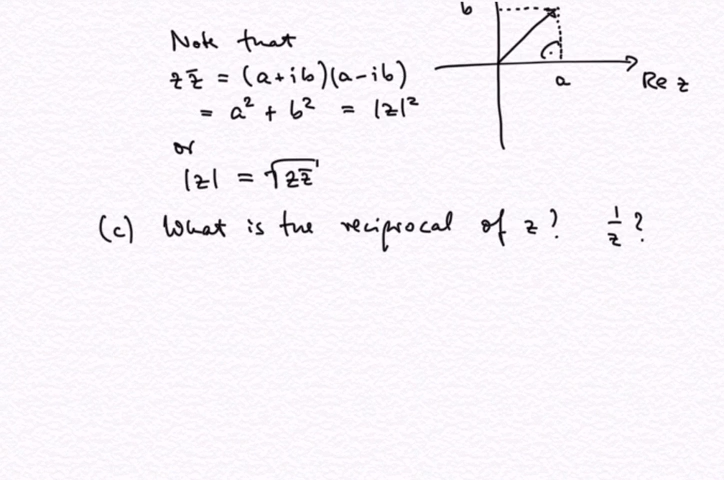 b
Note that
z z̄ = (a+ib)(a-ib)
= a² + b² = |z|²
a
Re z
or
|z| = √(z z̄)
(c) What is the reciprocal of z? 1/z?